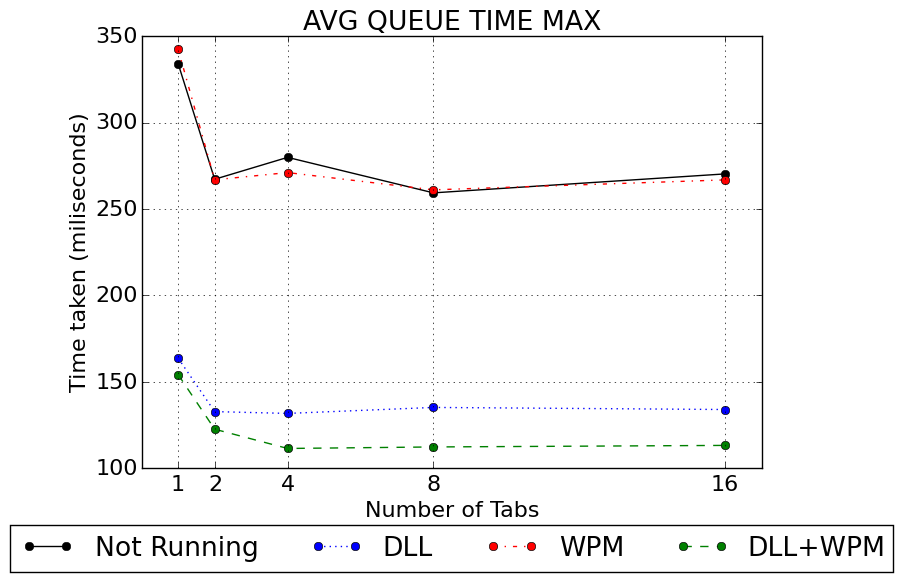 AVG QUEUE TIME MAX
350
300
250
200
150
100
Time taken (miliseconds)
1 2 4 8 16
Number of Tabs
Not Running DLL WPM DLL+WPM